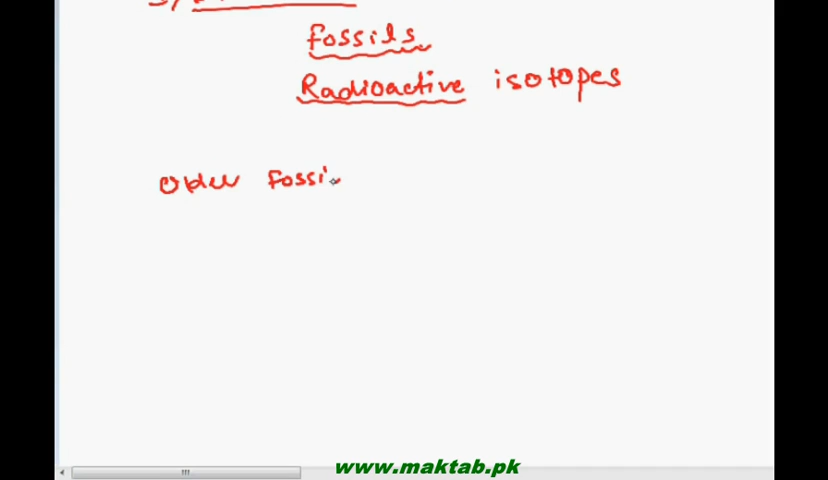 Fossils
Radioactive isotopes
Older Fossi
www.maktab.pk